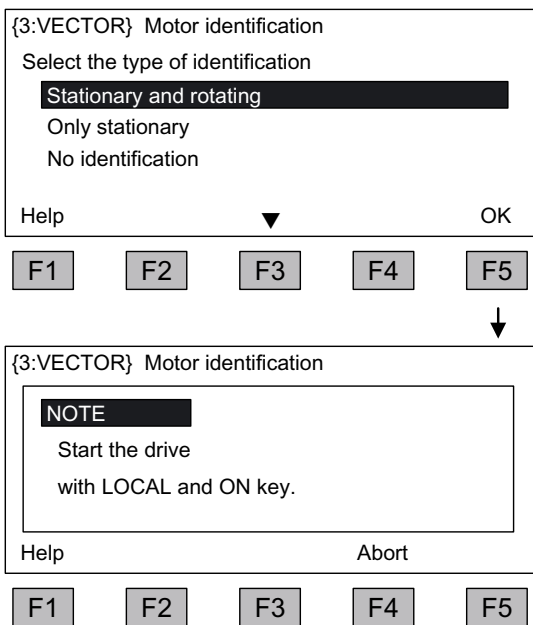 {3:VECTOR} Motor identification
Select the type of identification
Stationary and rotating
Only stationary
No identification
Help ▼ OK
F1 F2 F3 F4 F5
{3:VECTOR} Motor identification
NOTE
Start the drive
with LOCAL and ON key.
Help Abort
F1 F2 F3 F4 F5